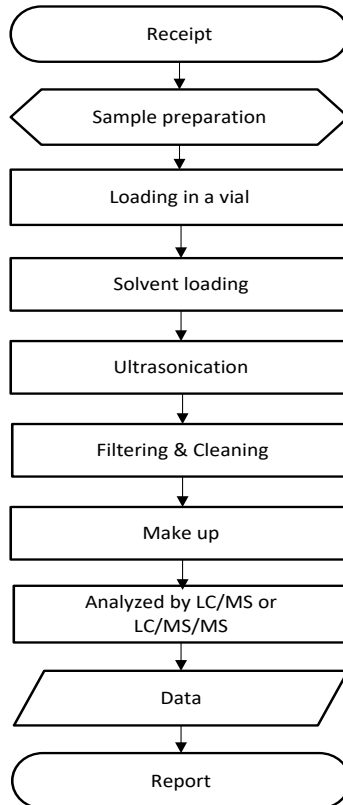 Receipt
Sample preparation
Loading in a vial
Solvent loading
Ultrasonication
Filtering & Cleaning
Make up
Analyzed by LC/MS or
LC/MS/MS
Data
Report